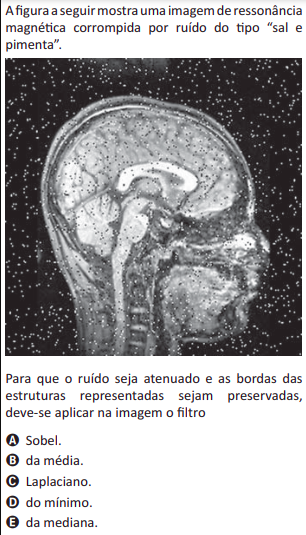 A figura a seguir mostra uma imagem de ressonância
magnética corrompida por ruído do tipo “sal e
pimenta”.
Para que o ruído seja atenuado e as bordas das
estruturas representadas sejam preservadas,
deve-se aplicar na imagem o filtro
A Sobel.
B da média.
C Laplaciano.
D do mínimo.
E da mediana.